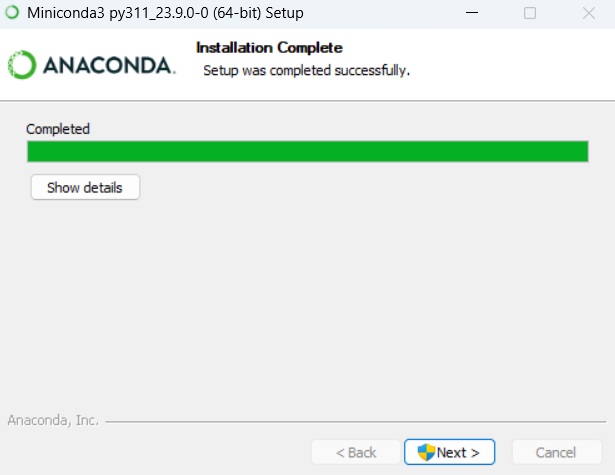 Miniconda3 py311_23.9.0-0 (64-bit) Setup
ANACONDA.
Installation Complete
Setup was completed successfully.
Completed
Show details
Anaconda, Inc.
< Back
Next >
Cancel